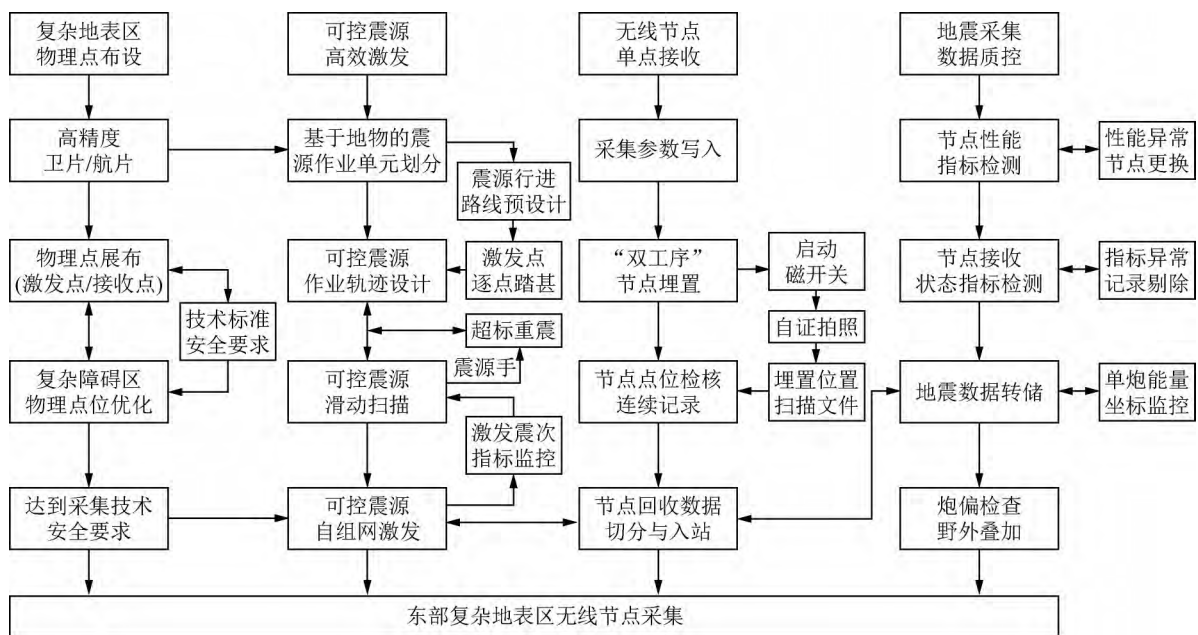 复杂地表区
物理点布设
可控震源
高效激发
无线节点
单点接收
地震采集
数据质控
高精度
卫片/航片
基于地物的震
源作业单元划分
震源行进
路线预设计
采集参数写入
节点性能
指标检测
性能异常
节点更换
物理点展布
(激发点/接收点)
技术标准
安全要求
可控震源
作业轨迹设计
激发点
逐点踏基
“双工序”
节点埋置
启动
磁开关
自证拍照
节点接收
状态指标检测
指标异常
记录剔除
超标重震
震源手
复杂障碍区
物理点位优化
可控震源
滑动扫描
激发震次
指标监控
节点点位检核
连续记录
埋置位置
扫描文件
地震数据转储
单炮能量
坐标监控
达到采集技术
安全要求
可控震源
自组网激发
节点回收数据
切分与入站
炮偏检查
野外叠加
东部复杂地表区无线节点采集